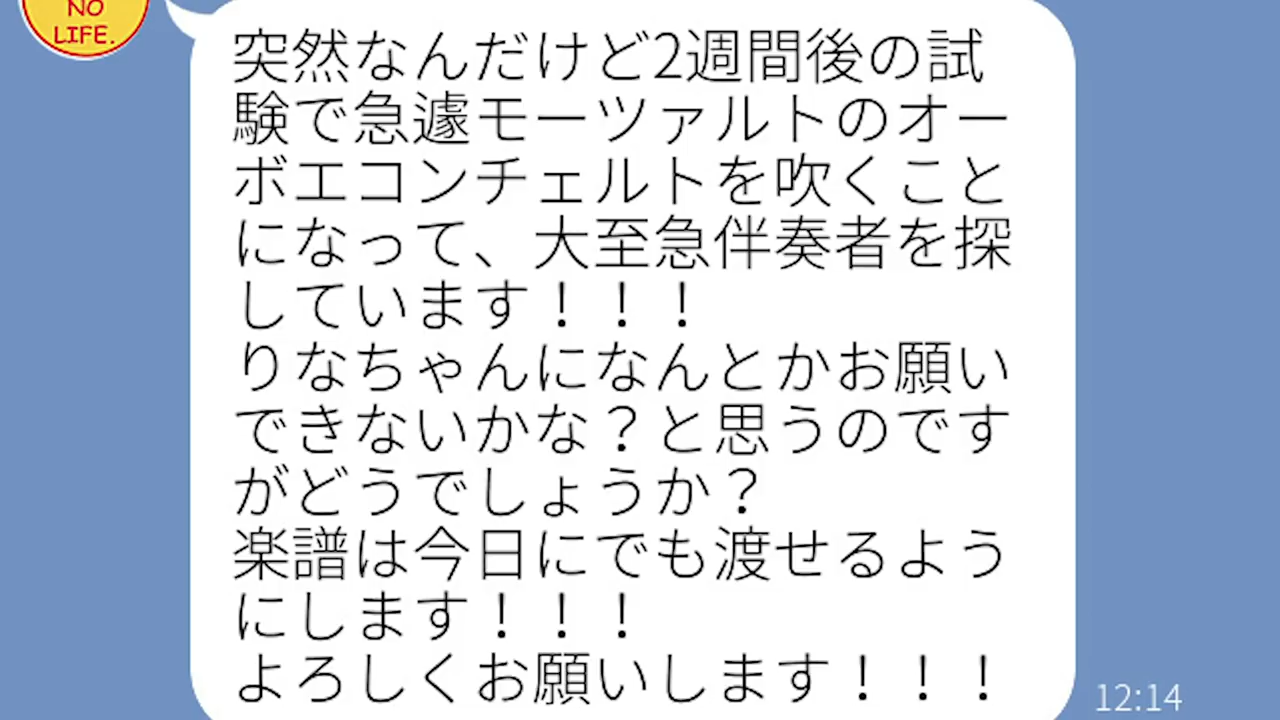 NO
LIFE.
突然なんだけど2週間後の試
験で急遽モーツァルトのオー
ボエコンチェルトを吹くこと
になって、大至急伴奏者を探
しています！！！
りなちゃんになんとかお願い
できないかな？と思うのです
がどうでしょうか？
楽譜は今日にでも渡せるよう
にします！！！
よろしくお願いします！！！
12:14